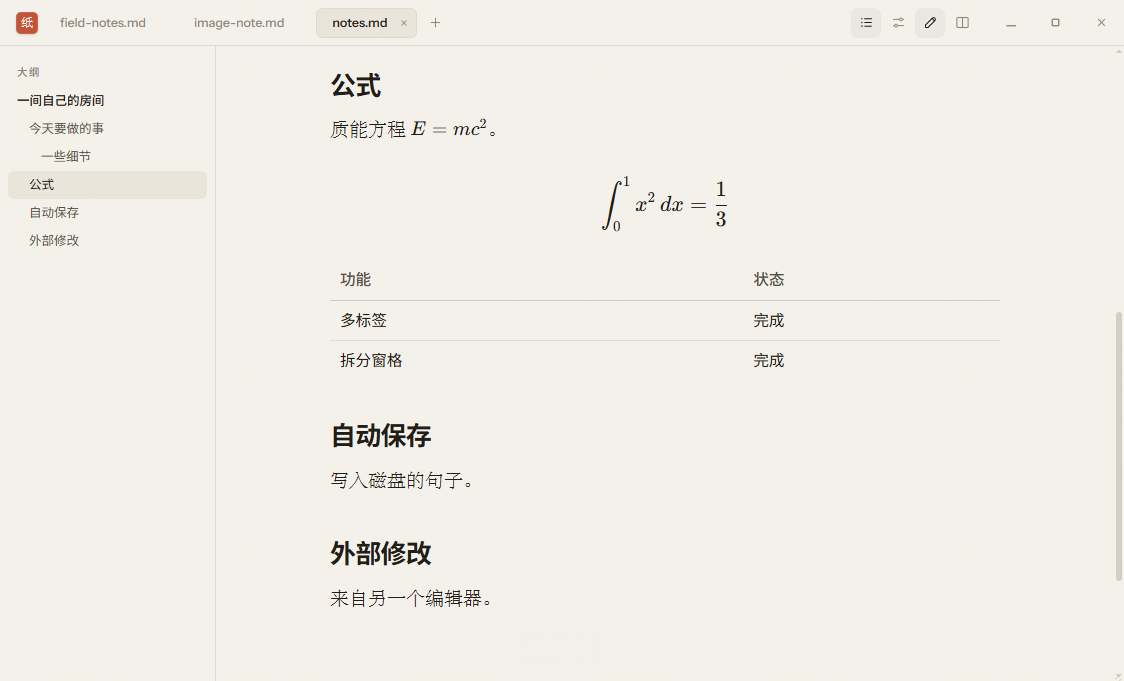 纸 field-notes.md image-note.md notes.md × +
大纲
一间自己的房间
今天要做的事
一些细节
公式
自动保存
外部修改
公式
质能方程 E = mc²。
∫₀¹ x² dx = 1/3
功能 状态
多标签 完成
拆分窗格 完成
自动保存
写入磁盘的句子。
外部修改
来自另一个编辑器。